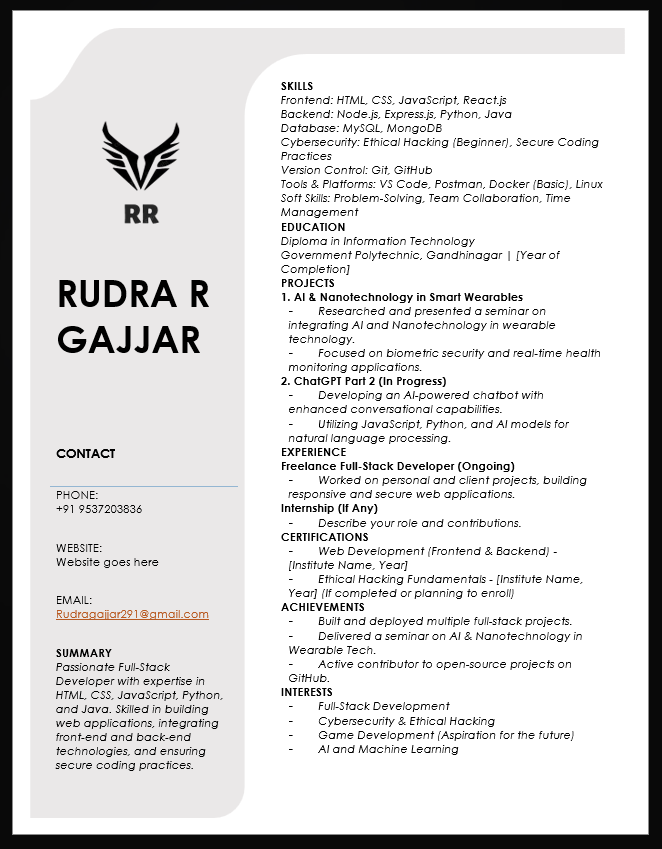 RR
RUDRA R
GAJJAR
CONTACT
PHONE:
+91 9537203836
WEBSITE:
Website goes here
EMAIL:
Rudragajjar291@gmail.com
SUMMARY
Passionate Full-Stack
Developer with expertise in
HTML, CSS, JavaScript, Python,
and Java. Skilled in building
web applications, integrating
front-end and back-end
technologies, and ensuring
secure coding practices.
SKILLS
Frontend: HTML, CSS, JavaScript, React.js
Backend: Node.js, Express.js, Python, Java
Database: MySQL, MongoDB
Cybersecurity: Ethical Hacking (Beginner), Secure Coding
Practices
Version Control: Git, GitHub
Tools & Platforms: VS Code, Postman, Docker (Basic), Linux
Soft Skills: Problem-Solving, Team Collaboration, Time
Management
EDUCATION
Diploma in Information Technology
Government Polytechnic, Gandhinagar | [Year of
Completion]
PROJECTS
1. AI & Nanotechnology in Smart Wearables
- Researched and presented a seminar on
integrating AI and Nanotechnology in wearable
technology.
- Focused on biometric security and real-time health
monitoring applications.
2. ChatGPT Part 2 (In Progress)
- Developing an AI-powered chatbot with
enhanced conversational capabilities.
- Utilizing JavaScript, Python, and AI models for
natural language processing.
EXPERIENCE
Freelance Full-Stack Developer (Ongoing)
- Worked on personal and client projects, building
responsive and secure web applications.
Internship (If Any)
- Describe your role and contributions.
CERTIFICATIONS
- Web Development (Frontend & Backend) -
[Institute Name, Year]
- Ethical Hacking Fundamentals - [Institute Name,
Year] (If completed or planning to enroll)
ACHIEVEMENTS
- Built and deployed multiple full-stack projects.
- Delivered a seminar on AI & Nanotechnology in
Wearable Tech.
- Active contributor to open-source projects on
GitHub.
INTERESTS
- Full-Stack Development
- Cybersecurity & Ethical Hacking
- Game Development (Aspiration for the future)
- AI and Machine Learning